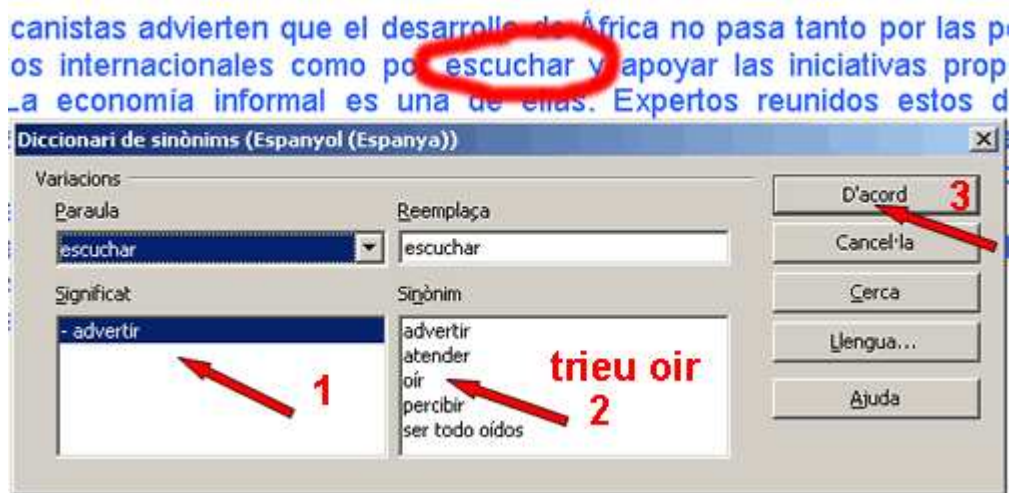 canistas advierten que el desarrollo de África no pasa tanto por las
os internacionales como por escuchar y apoyar las iniciativas
La economía informal es una de ellas. Expertos reunidos estos
Diccionari de sinònims (Espanyol (Espanya))
Variacions
Paraula
Reemplaça
escuchar
escuchar
Significat
Sinònim
- advertir
advertir
atender
oír
percibir
ser todo oídos
1
trieu oir
2
D'acord
3
Cancel·la
Cerca
Llengua...
Ajuda